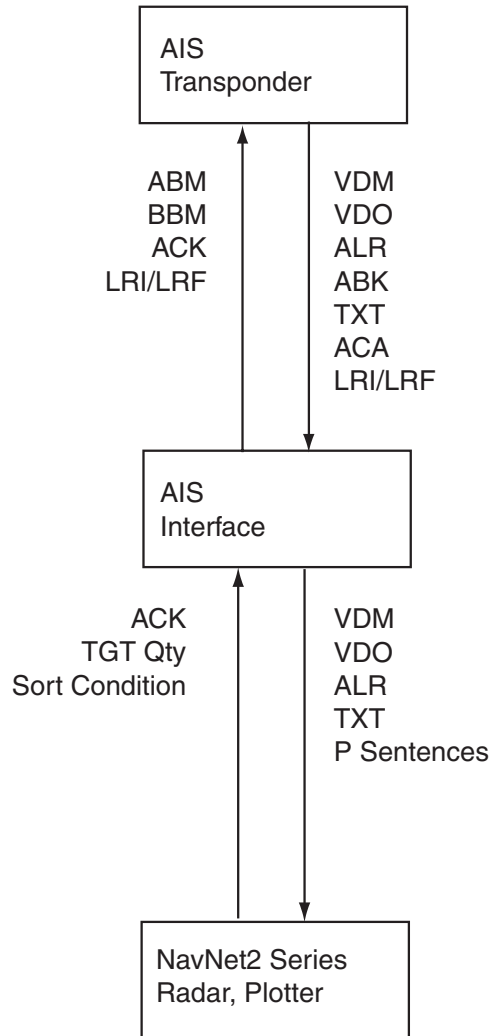 AIS
Transponder
ABM
BBM
ACK
LRI/LRF
VDM
VDO
ALR
ABK
TXT
ACA
LRI/LRF
AIS
Interface
ACK
TGT Qty
Sort Condition
VDM
VDO
ALR
TXT
P Sentences
NavNet2 Series
Radar, Plotter